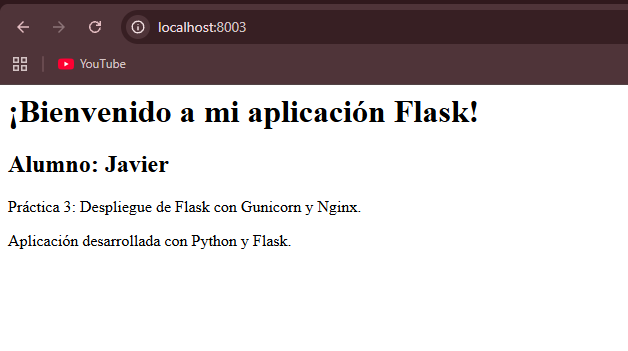 localhost:8003
YouTube
¡Bienvenido a mi aplicación Flask!
Alumno: Javier
Práctica 3: Despliegue de Flask con Gunicorn y Nginx.
Aplicación desarrollada con Python y Flask.